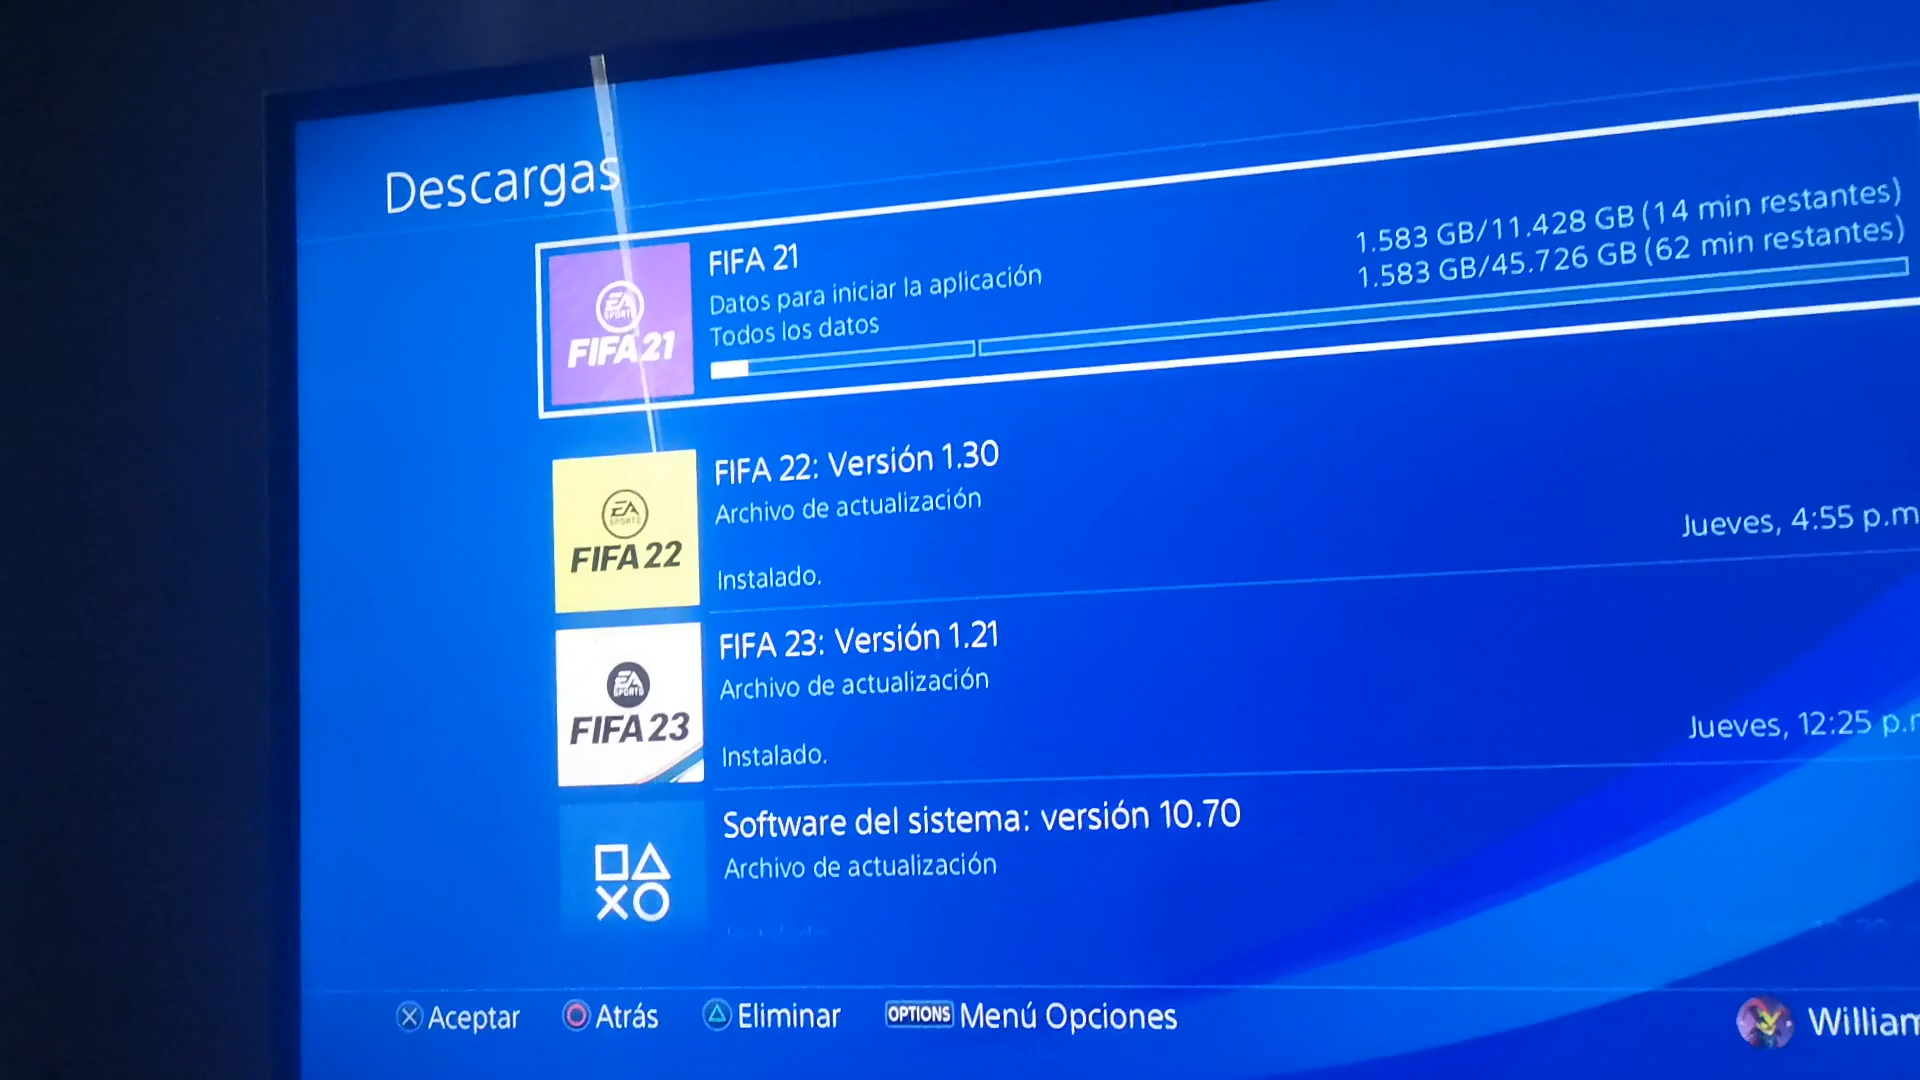 Descargas
FIFA 21
Datos para iniciar la aplicación
1.583 GB/11.428 GB (14 min restantes)
Todos los datos
1.583 GB/45.726 GB (62 min restantes)
EA
SPORTS
FIFA 21
FIFA 22: Versión 1.30
Archivo de actualización
Jueves, 4:55 p.m
Instalado.
EA
SPORTS
FIFA 22
FIFA 23: Versión 1.21
Archivo de actualización
Jueves, 12:25 p.
Instalado.
EA
SPORTS
FIFA 23
Software del sistema: versión 10.70
Archivo de actualización
Aceptar Atrás Eliminar OPTIONS Menú Opciones
William